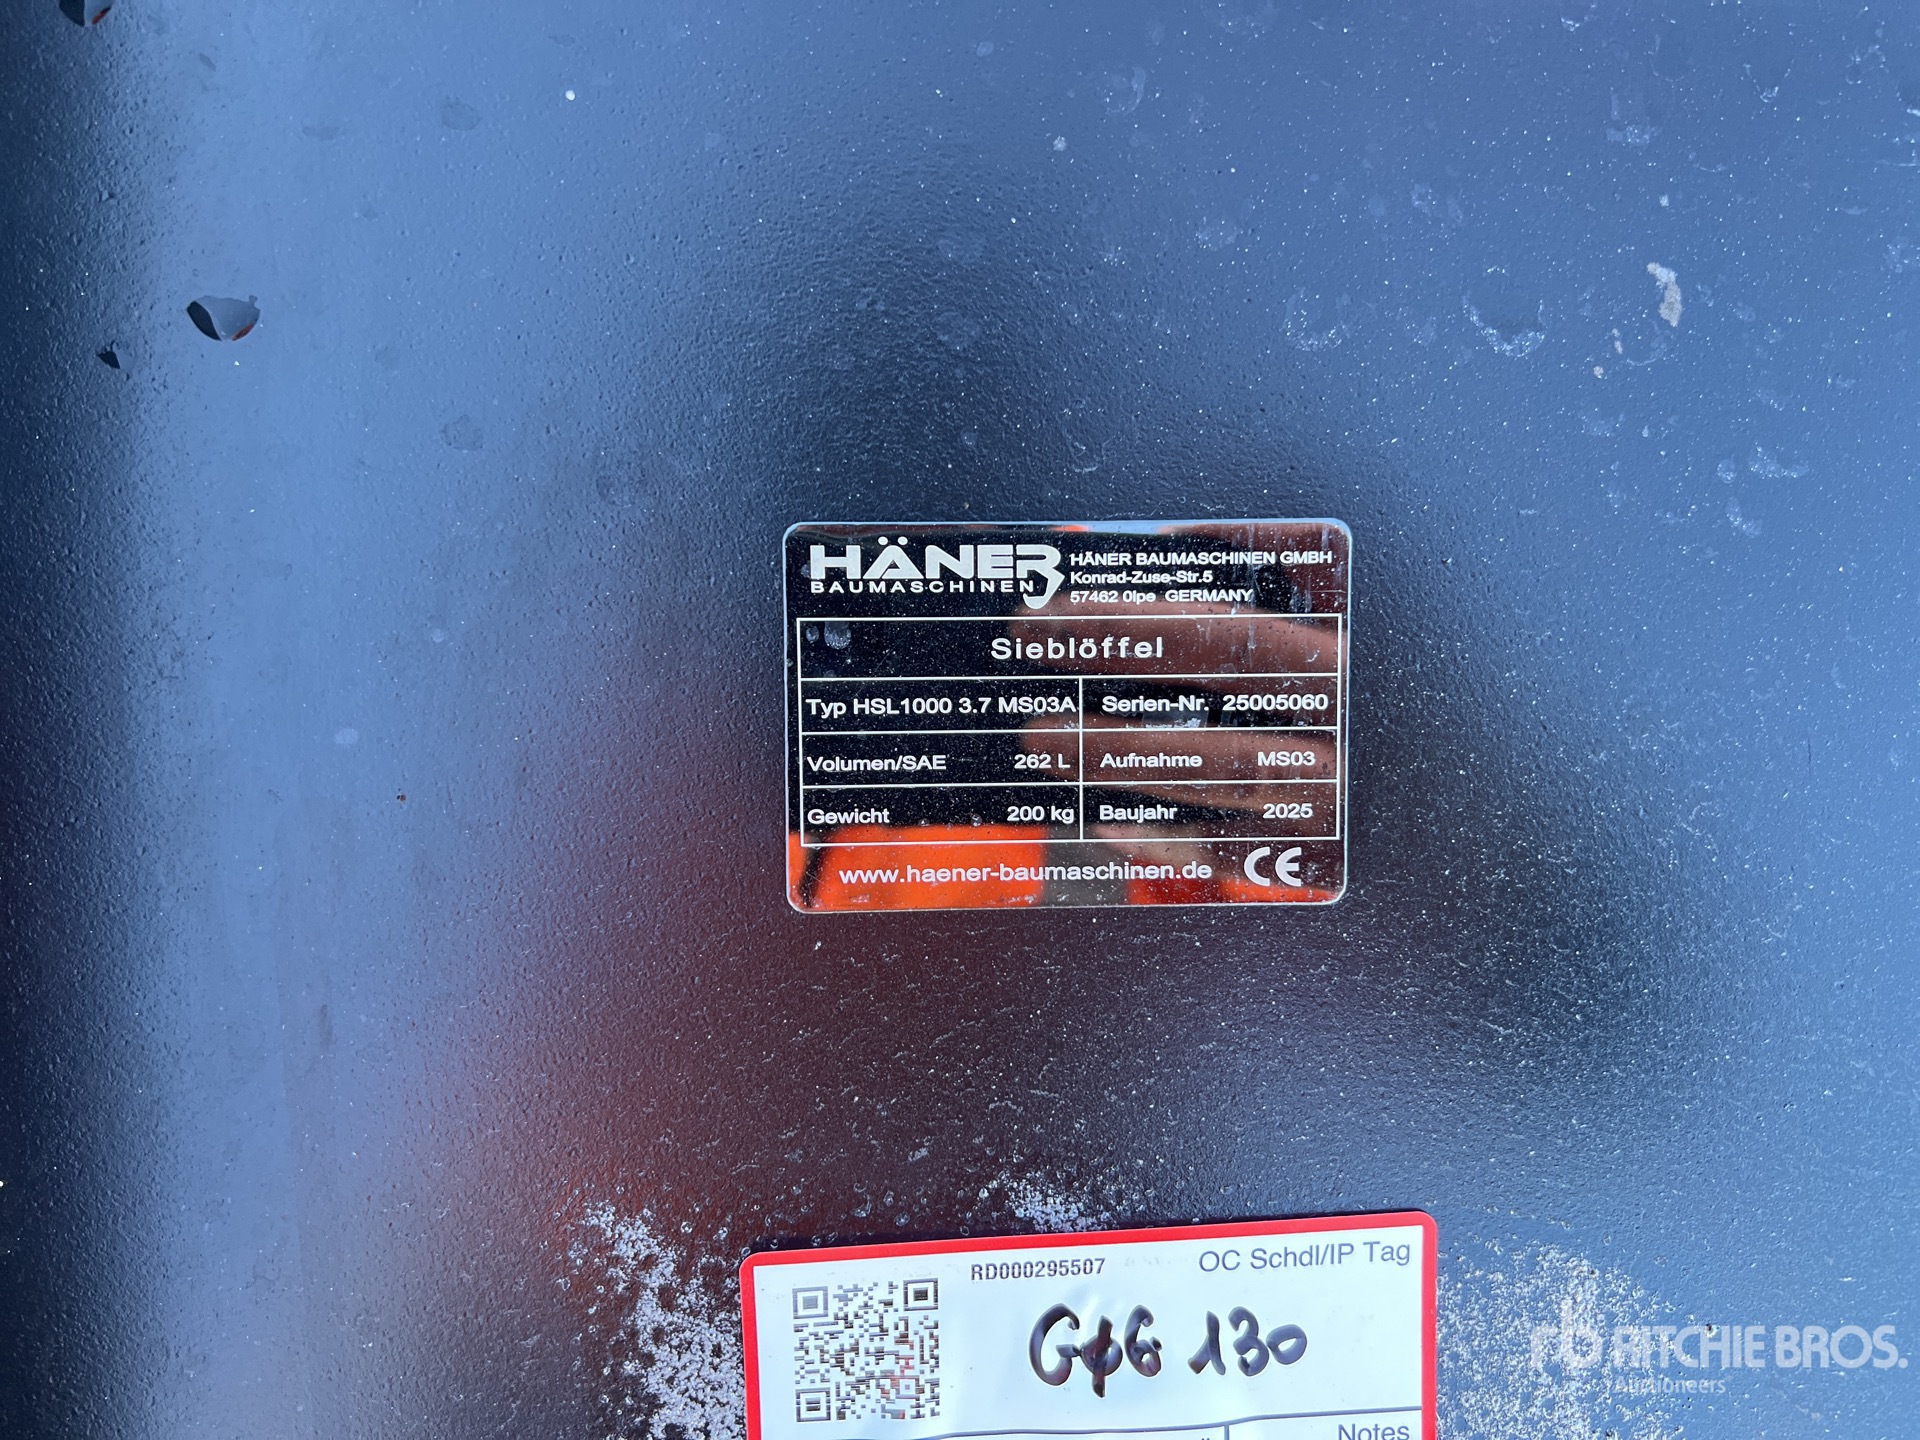 HÄNER
BAUMASCHINEN
HÄNER BAUMASCHINEN GMBH
Konrad-Zuse-Str.5
57462 Olpe GERMANY
Sieblöffel
Typ HSL1000 3.7 MS03A Serien-Nr. 25005060
Volumen/SAE 262 L Aufnahme MS03
Gewicht 200 kg Baujahr 2025
www.haener-baumaschinen.de CE
RD000295507 OC Schdl/IP Tag
130
Notes
rb RITCHIE BROS.
Auctioneers